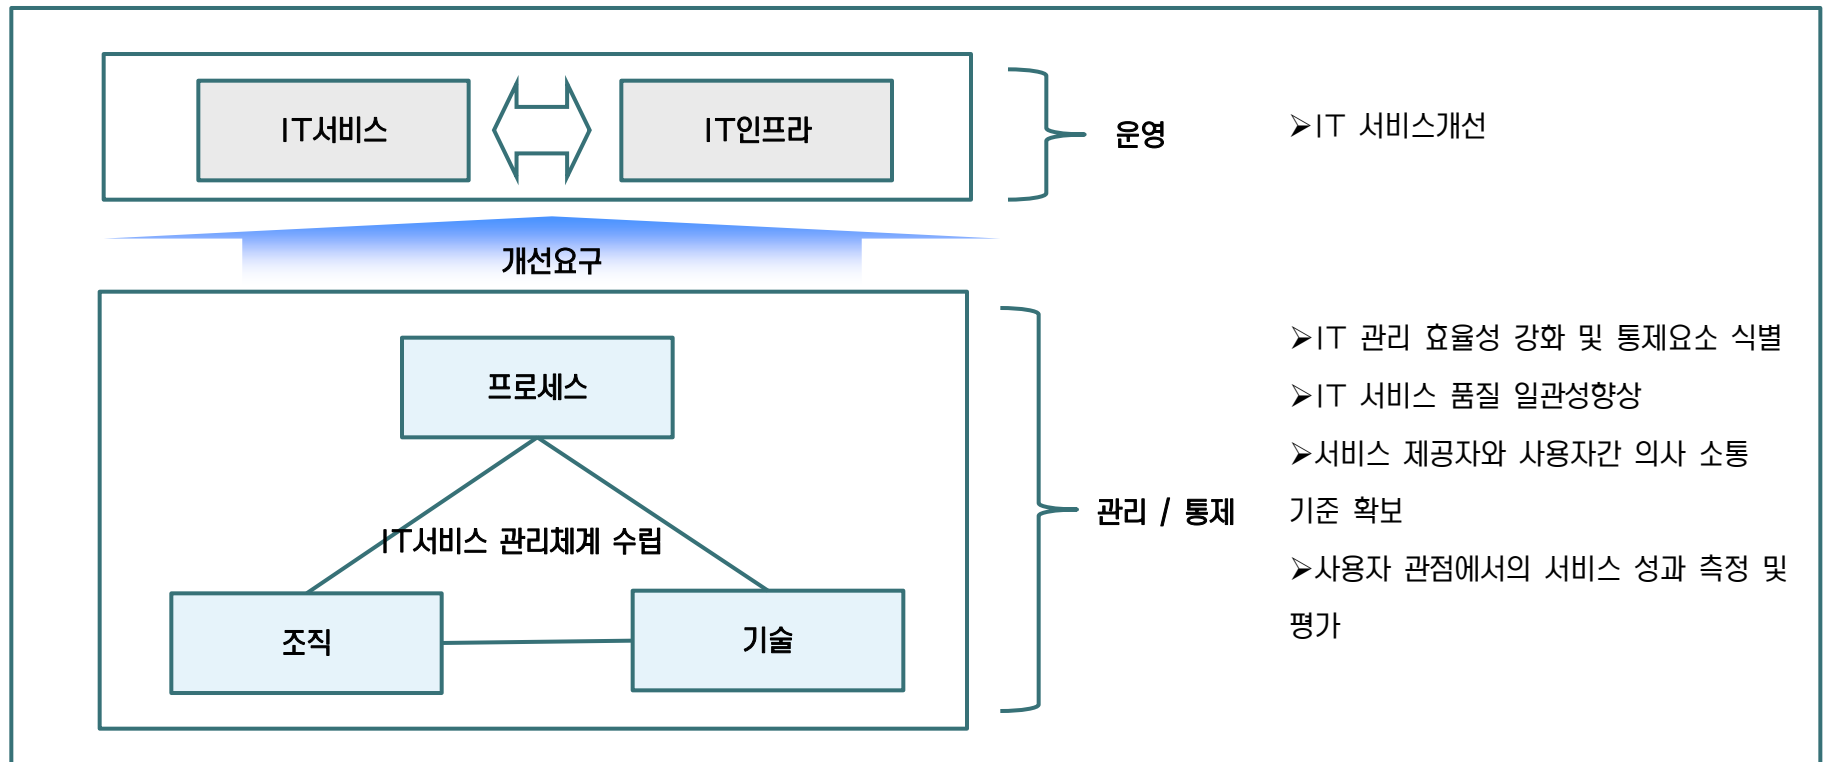 IT서비스
IT인프라
운영
➢IT 서비스개선
개선요구
프로세스
IT서비스 관리체계 수립
조직
기술
관리 / 통제
➢IT 관리 효율성 강화 및 통제요소 식별
➢IT 서비스 품질 일관성향상
➢서비스 제공자와 사용자간 의사 소통
기준 확보
➢사용자 관점에서의 서비스 성과 측정 및
평가